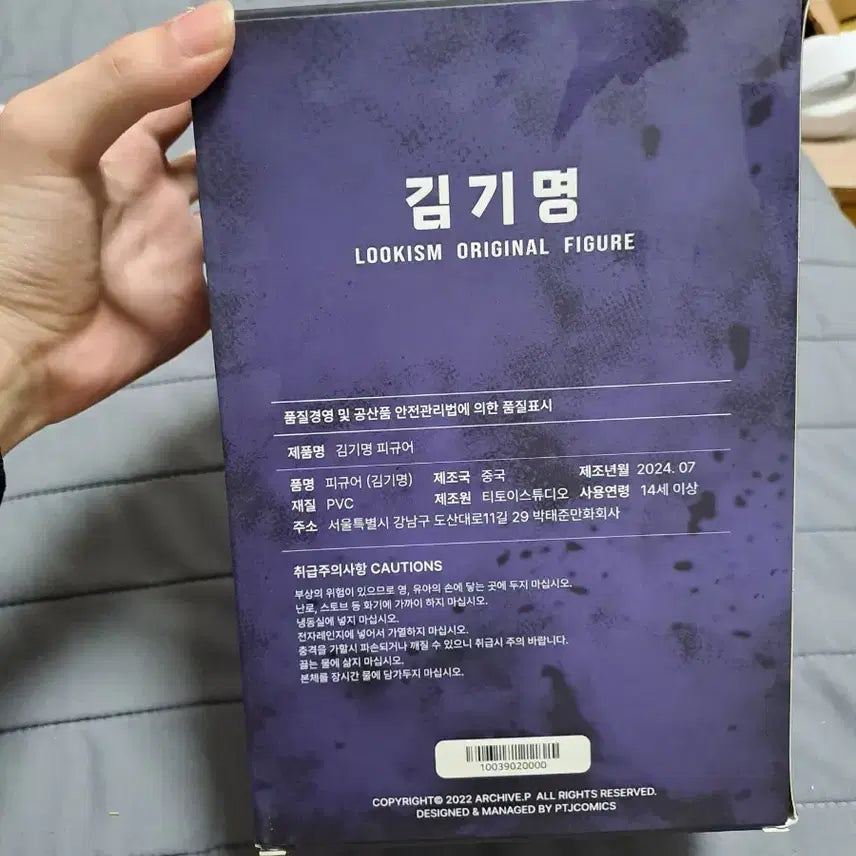 김기명
LOOKISM ORIGINAL FIGURE
품질경영 및 공산품 안전관리법에 의한 품질표시
제품명 김기명 피규어
품명 피규어 (김기명) 제조국 중국 제조년월 2024. 07
재질 PVC 제조원 티토이스튜디오 사용연령 14세 이상
주소 서울특별시 강남구 도산대로11길 29 박태준만화회사
취급주의사항 CAUTIONS
부상의 위험이 있으므로 영, 유아의 손에 닿는 곳에 두지 마십시오.
난로, 스토브 등 화기에 가까이 하지 마십시오.
냉동실에 넣지 마십시오.
전자레인지에 넣어서 가열하지 마십시오.
충격을 가할시 파손되거나 깨질 수 있으니 취급시 주의 바랍니다.
끓는 물에 삶지 마십시오.
본체를 장시간 물에 담가두지 마십시오.
10039020000
COPYRIGHT© 2022 ARCHIVE.P ALL RIGHTS RESERVED.
DESIGNED & MANAGED BY PTJCOMICS